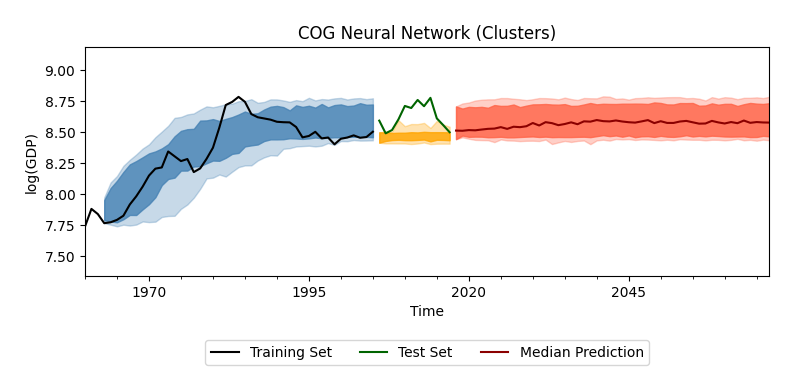 COG Neural Network (Clusters)
9.00
8.75
8.50
8.25
8.00
7.75
7.50
log(GDP)
1970 1995 2020 2045
Time
Training Set Test Set Median Prediction